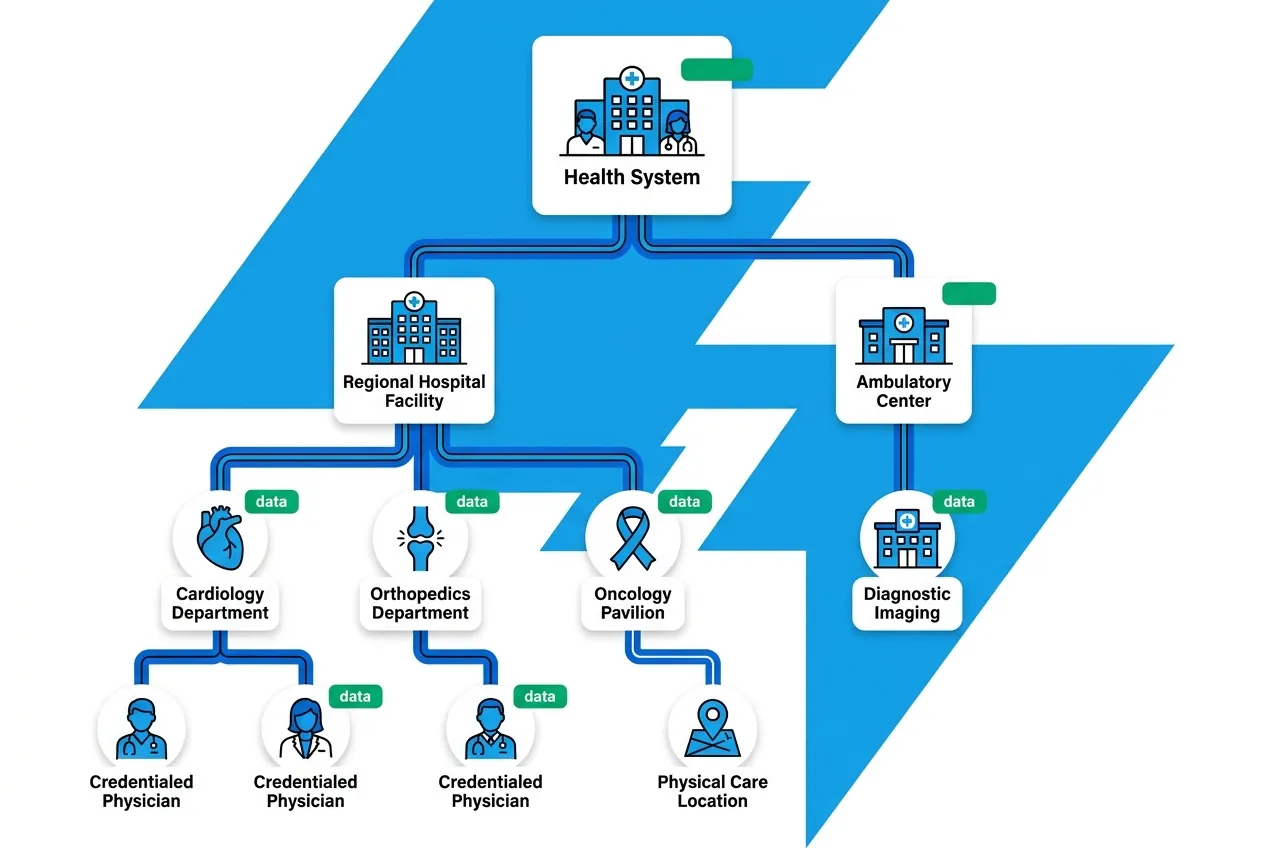 Health System
Regional Hospital
Facility
Ambulatory
Center
data
data
data
data
Cardiology
Department
Orthopedics
Department
Oncology
Pavilion
Diagnostic
Imaging
data
data
Credentialed
Physician
Credentialed
Physician
Credentialed
Physician
Physical Care
Location